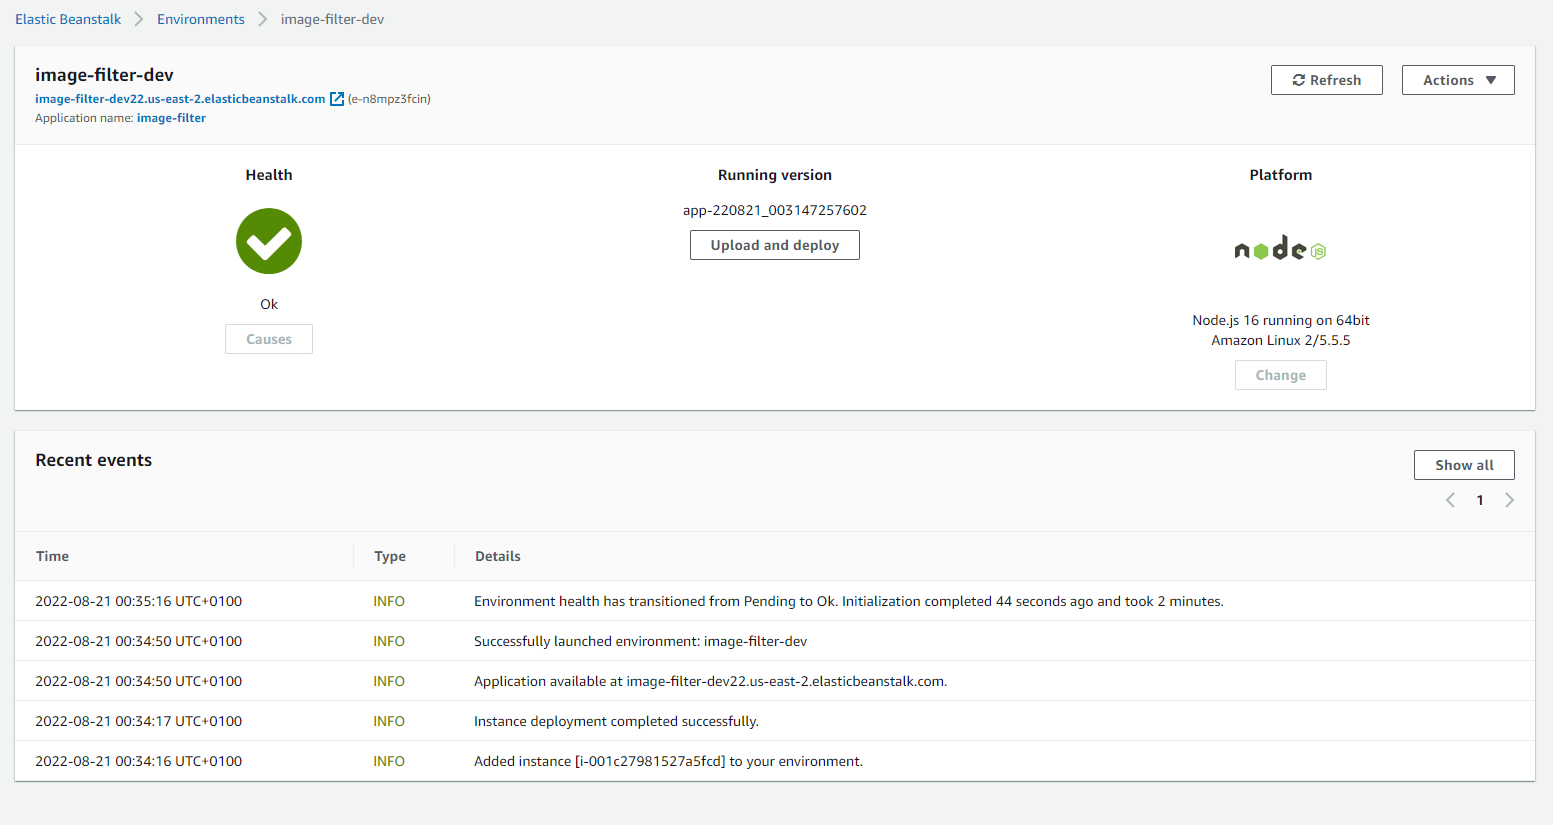 Elastic Beanstalk > Environments > image-filter-dev
image-filter-dev
image-filter-dev22.us-east-2.elasticbeanstalk.com (e-n8mpz3fcin)
Application name: image-filter
Refresh
Actions
Health
Ok
Causes
Running version
app-220821_003147257602
Upload and deploy
Platform
node JS
Node.js 16 running on 64bit
Amazon Linux 2/5.5.5
Change
Recent events
Show all
1
Time Type Details
2022-08-21 00:35:16 UTC+0100 INFO Environment health has transitioned from Pending to Ok. Initialization completed 44 seconds ago and took 2 minutes.
2022-08-21 00:34:50 UTC+0100 INFO Successfully launched environment: image-filter-dev
2022-08-21 00:34:50 UTC+0100 INFO Application available at image-filter-dev22.us-east-2.elasticbeanstalk.com.
2022-08-21 00:34:17 UTC+0100 INFO Instance deployment completed successfully.
2022-08-21 00:34:16 UTC+0100 INFO Added instance [i-001c27981527a5fcd] to your environment.